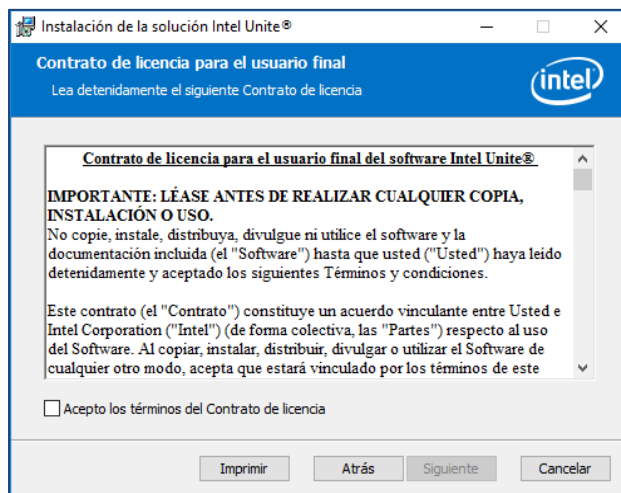 Instalación de la solución Intel Unite®
Contrato de licencia para el usuario final
Lea detenidamente el siguiente Contrato de licencia
intel
Contrato de licencia para el usuario final del software Intel Unite®
IMPORTANTE: LÉASE ANTES DE REALIZAR CUALQUIER COPIA,
INSTALACIÓN O USO.
No copie, instale, distribuya, divulgue ni utilice el software y la
documentación incluida (el "Software") hasta que usted ("Usted") haya leído
detenidamente y aceptado los siguientes Términos y condiciones.
Este contrato (el "Contrato") constituye un acuerdo vinculante entre Usted e
Intel Corporation ("Intel") (de forma colectiva, las "Partes") respecto al uso
del Software. Al copiar, instalar, distribuir, divulgar o utilizar el Software de
cualquier otro modo, acepta que estará vinculado por los términos de este
Acepto los términos del Contrato de licencia
Imprimir Atrás Siguiente Cancelar